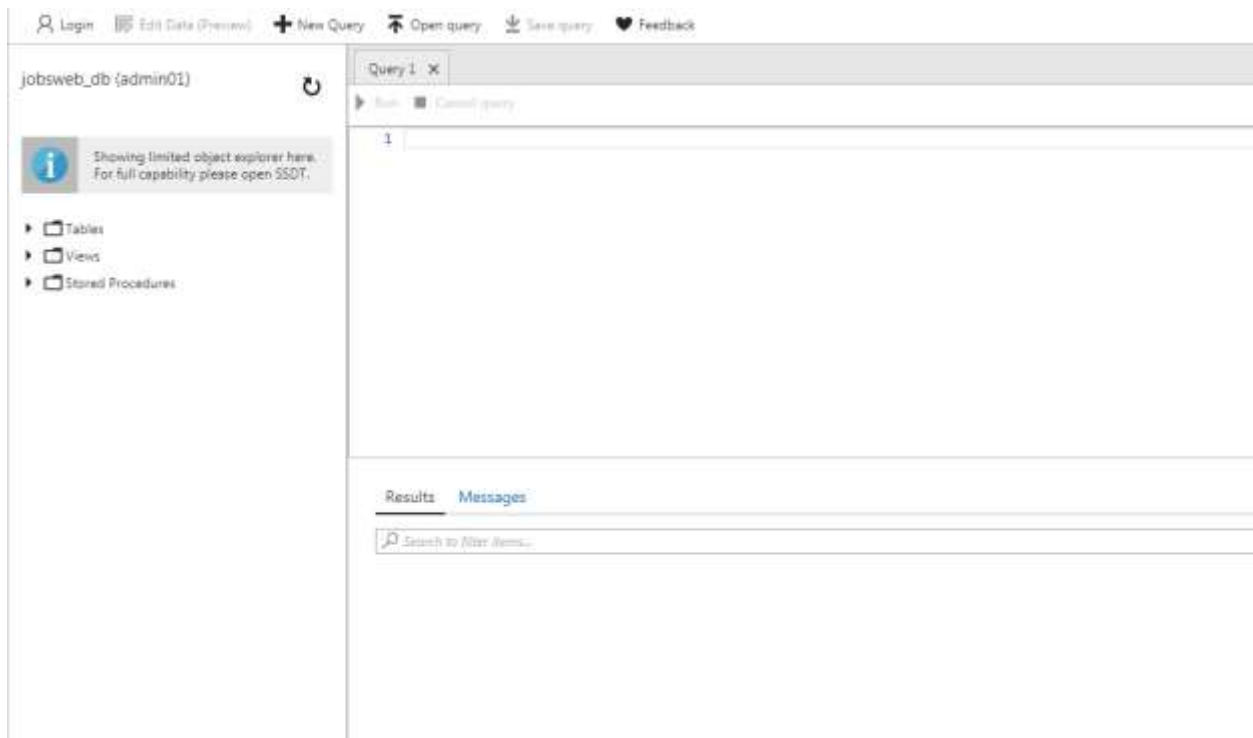 Login Edit Data (Preview) New Query Open query Save query Feedback
jobsweb_db (admin01)
Query 1
Run Cancel query
1
Showing limited object explorer here.
For full capability please open SSDT.
Tables
Views
Stored Procedures
Results Messages
Search to filter items...